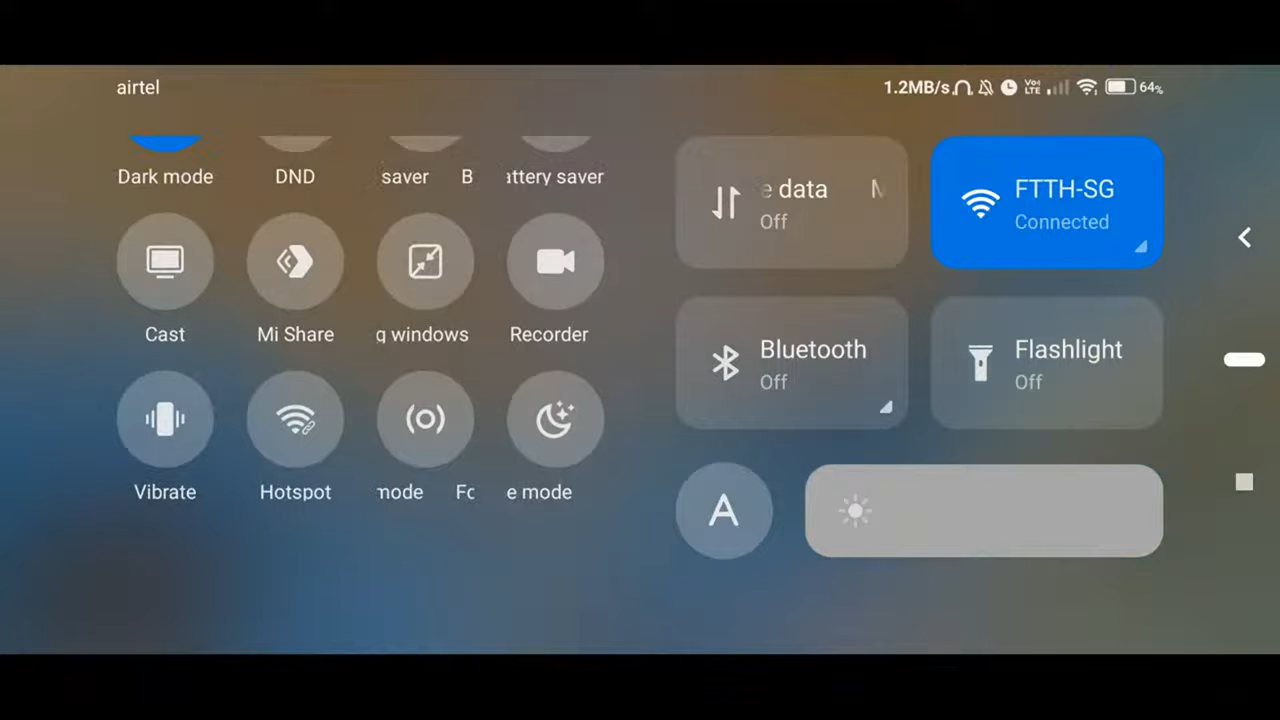 airtel
1.2MB/s 64%
Dark mode DND saver B attery saver
Cast Mi Share g windows Recorder
Vibrate Hotspot mode Fo e mode
e data M
Off
FTTH-SG
Connected
Bluetooth
Off
Flashlight
Off
A